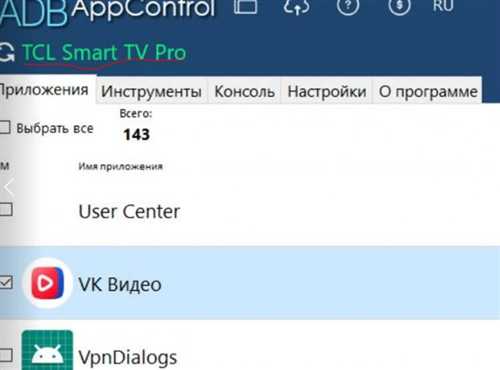 ADB AppControl
RU
TCL Smart TV Pro
Приложения Инструменты Консоль Настройки О программе
Выбрать все
Всего:
143
Имя приложения
User Center
VK Видео
VpnDialogs